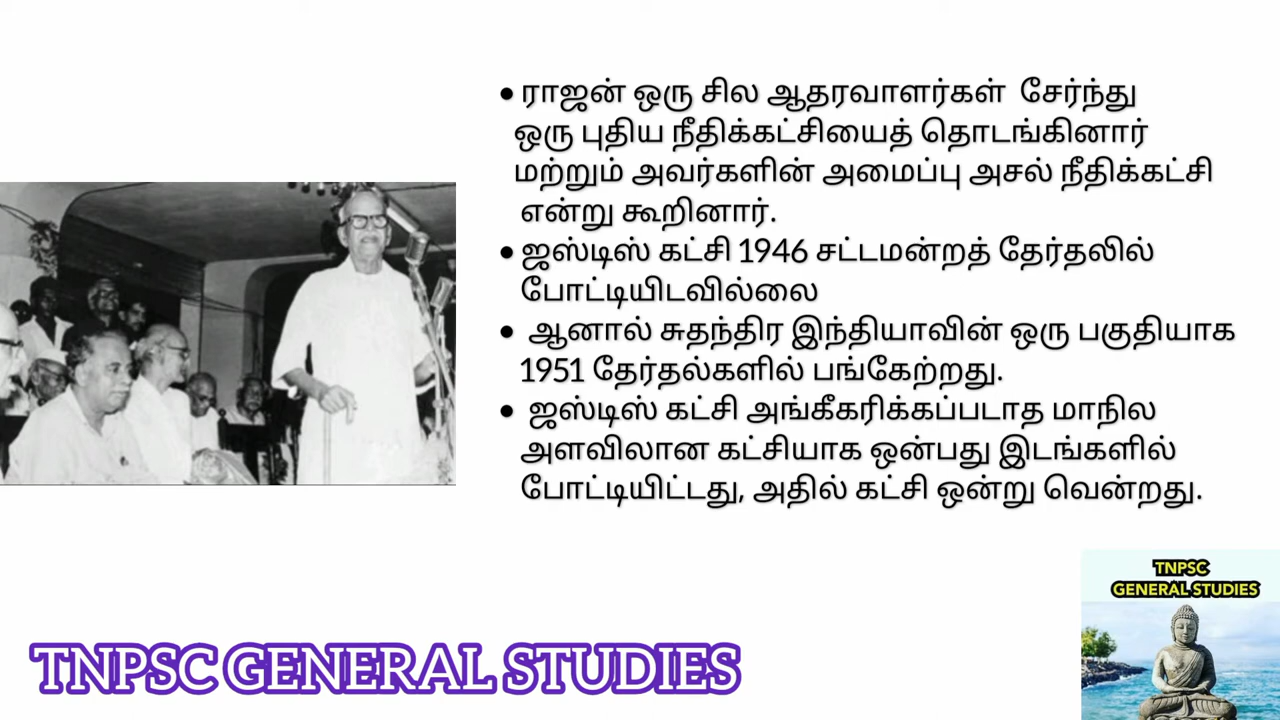 • ராஜன் ஒரு சில ஆதரவாளர்கள் சேர்ந்து
ஒரு புதிய நீதிக்கட்சியைத் தொடங்கினார்
மற்றும் அவர்களின் அமைப்பு அசல் நீதிக்கட்சி
என்று கூறினார்.
• ஜஸ்டிஸ் கட்சி 1946 சட்டமன்றத் தேர்தலில்
போட்டியிடவில்லை
• ஆனால் சுதந்திர இந்தியாவின் ஒரு பகுதியாக
1951 தேர்தல்களில் பங்கேற்றது.
• ஜஸ்டிஸ் கட்சி அங்கீகரிக்கப்படாத மாநில
அளவிலான கட்சியாக ஒன்பது இடங்களில்
போட்டியிட்டது, அதில் கட்சி ஒன்று வென்றது.
TNPSC
GENERAL STUDIES
TNPSC GENERAL STUDIES